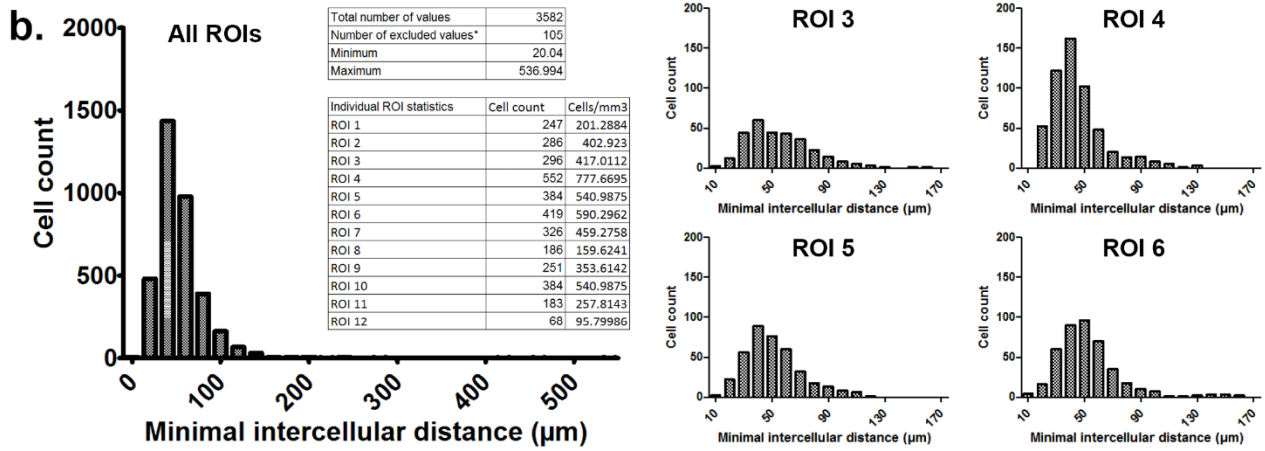 b.
All ROIs
Cell count
2000
1500
1000
500
0
0 100 200 300 400 500
Minimal intercellular distance (μm)
Total number of values 3582
Number of excluded values* 105
Minimum 20.04
Maximum 536.994
Individual ROI statistics Cell count Cells/mm3
ROI 1 247 201.2884
ROI 2 286 402.923
ROI 3 296 417.0112
ROI 4 552 777.6695
ROI 5 384 540.9875
ROI 6 419 590.2962
ROI 7 326 459.2758
ROI 8 186 159.6241
ROI 9 251 353.6142
ROI 10 384 540.9875
ROI 11 183 257.8143
ROI 12 68 95.79986
ROI 3
Cell count
200
150
100
50
0
10 50 90 130 170
Minimal intercellular distance (μm)
ROI 4
Cell count
200
150
100
50
0
10 50 90 130 170
Minimal intercellular distance (μm)
ROI 5
Cell count
200
150
100
50
0
10 50 90 130 170
Minimal intercellular distance (μm)
ROI 6
Cell count
200
150
100
50
0
10 50 90 130 170
Minimal intercellular distance (μm)